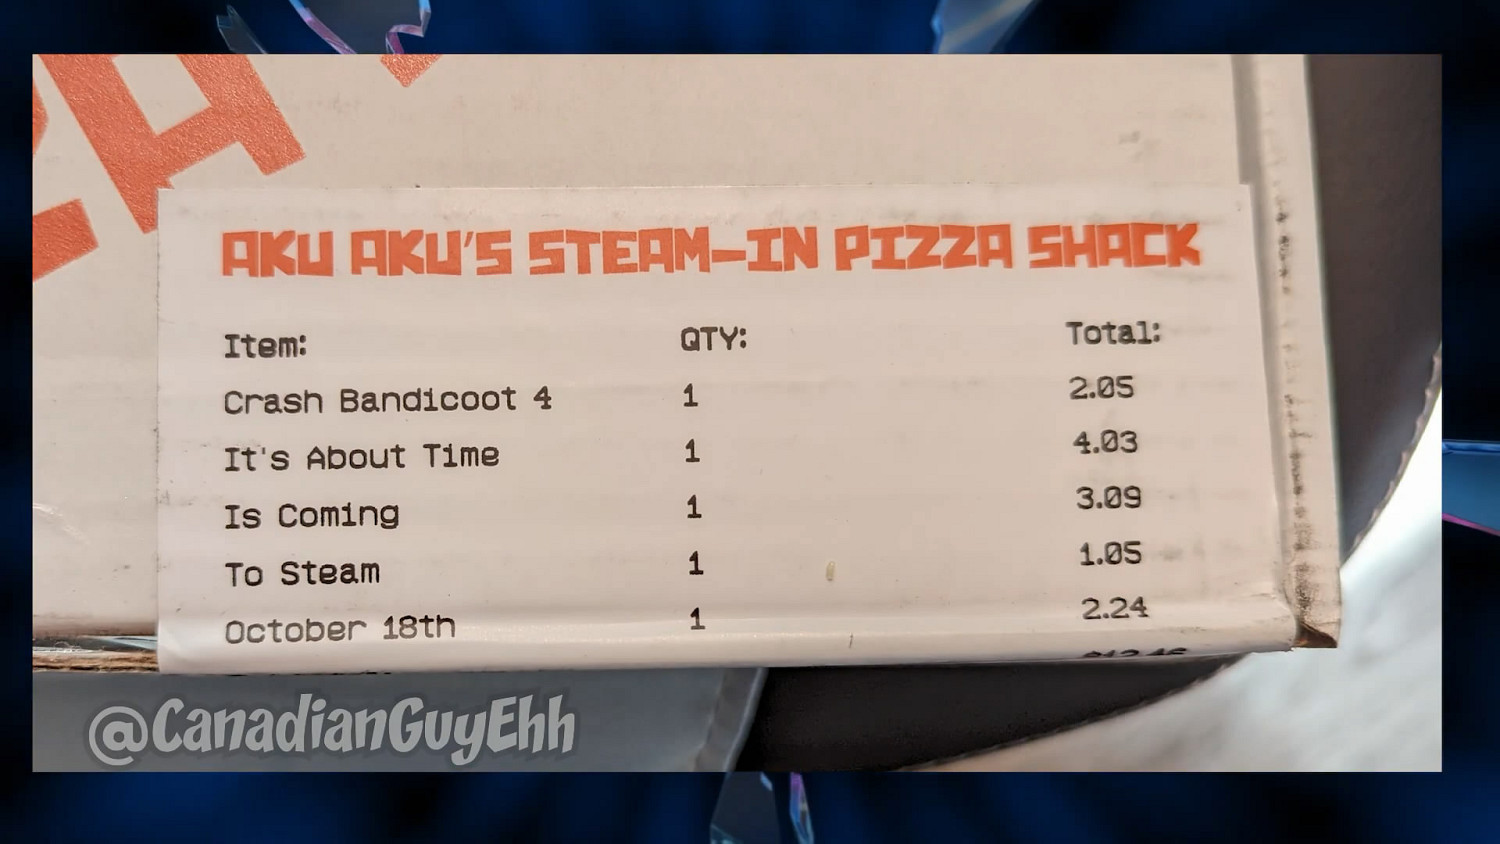 AKU AKU'S STEAM-IN PIZZA SHACK
Item: QTY: Total:
Crash Bandicoot 4 1 2.05
It's About Time 1 4.03
Is Coming 1 3.09
To Steam 1 1.05
October 18th 1 2.24
@CanadianGuyEhh